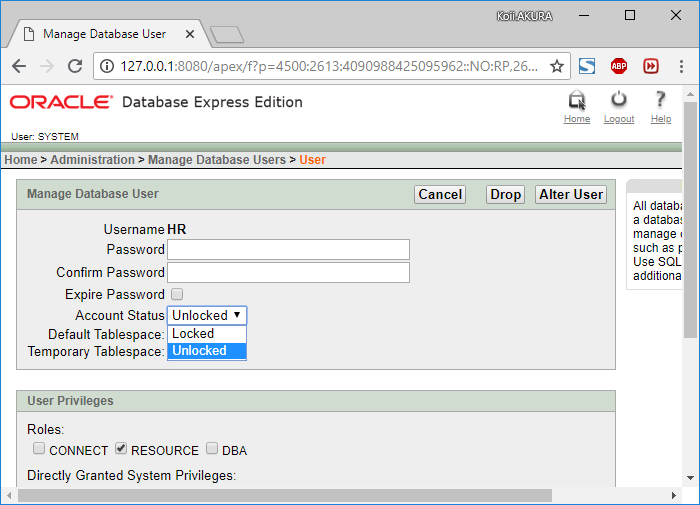 Koji.AKURA
Manage Database User
127.0.0.1:8080/apex/f?p=4500:2613:4090988425095962::NO:RP,26...
S ABP
ORACLE® Database Express Edition
Home Logout Help
User: SYSTEM
Home > Administration > Manage Database Users > User
Manage Database User Cancel Drop Alter User
Username HR
Password
Confirm Password
Expire Password
Account Status Unlocked
Default Tablespace: Locked
Temporary Tablespace: Unlocked
User Privileges
Roles:
CONNECT RESOURCE DBA
Directly Granted System Privileges:
All databa
a databas
manage
such as p
Use SQL
additiona